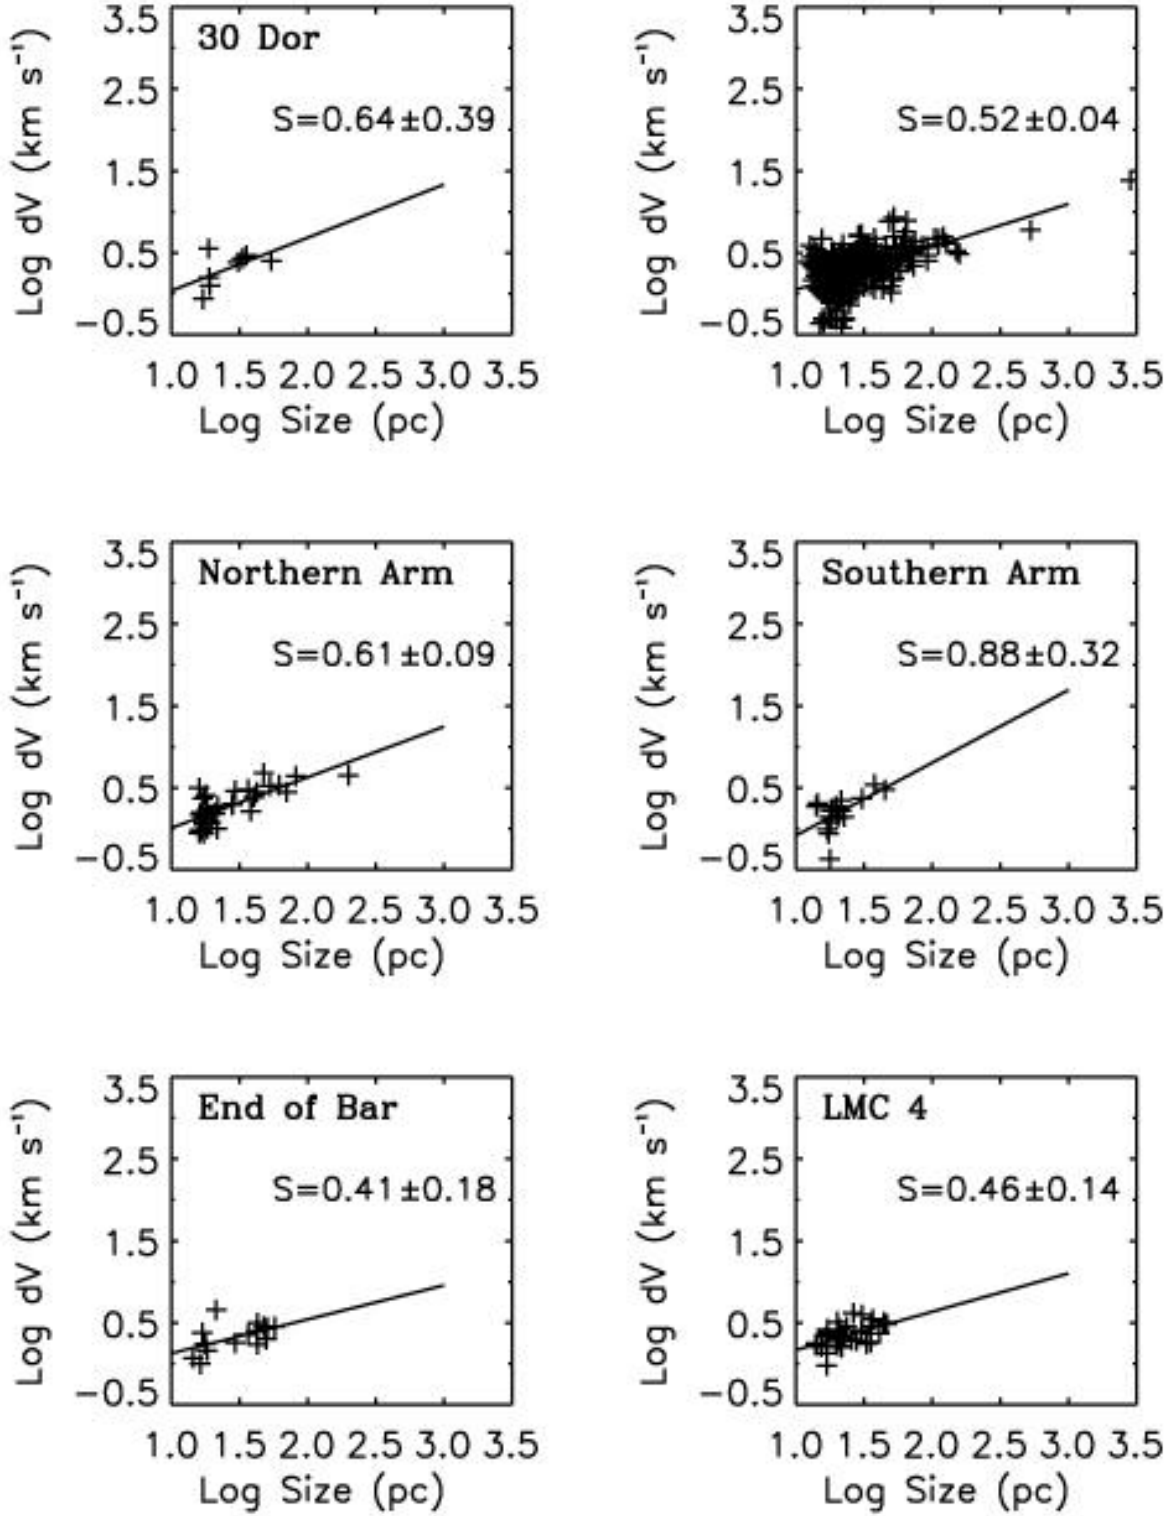 3.5
30 Dor
2.5
S=0.64±0.39
1.5
0.5
−0.5
Log dV (km s⁻¹)
1.0 1.5 2.0 2.5 3.0 3.5
Log Size (pc)
3.5
2.5
S=0.52±0.04
1.5
0.5
−0.5
Log dV (km s⁻¹)
1.0 1.5 2.0 2.5 3.0 3.5
Log Size (pc)
3.5
Northern Arm
2.5
S=0.61±0.09
1.5
0.5
−0.5
Log dV (km s⁻¹)
1.0 1.5 2.0 2.5 3.0 3.5
Log Size (pc)
3.5
Southern Arm
2.5
S=0.88±0.32
1.5
0.5
−0.5
Log dV (km s⁻¹)
1.0 1.5 2.0 2.5 3.0 3.5
Log Size (pc)
3.5
End of Bar
2.5
S=0.41±0.18
1.5
0.5
−0.5
Log dV (km s⁻¹)
1.0 1.5 2.0 2.5 3.0 3.5
Log Size (pc)
3.5
LMC 4
2.5
S=0.46±0.14
1.5
0.5
−0.5
Log dV (km s⁻¹)
1.0 1.5 2.0 2.5 3.0 3.5
Log Size (pc)